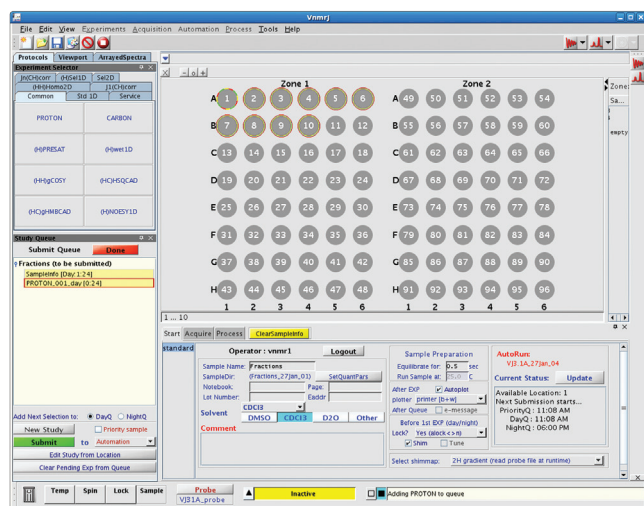 VnmrJ
File Edit View Experiments Acquisition Automation Process Tools Help
Protocols Viewport ArrayedSpectra
Experiment Selector
Jn(CH)corr (H)Sel1D Sel2D
(HH)Homo2D J1(CH)corr
Common Std 1D Service
PROTON CARBON
(H)PRESAT (H)wet1D
(HH)gCOSY (HC)HSQCAD
(HC)gHMBCAD (H)NOESY1D
Study Queue
Submit Queue Done
Fractions (to be submitted)
SampleInfo [Day:1:24]
PROTON_001_day [0:24]
Add Next Selection to: DayQ NightQ
New Study Priority sample
Submit to Automation
Edit Study from Location
Clear Pending Exp from Queue
- o +
Zone 1 Zone 2
A 1 2 3 4 5 6 A 49 50 51 52 53 54
B 7 8 9 10 11 12 B 55 56 57 58 59 60
C 13 14 15 16 17 18 C 61 62 63 64 65 66
D 19 20 21 22 23 24 D 67 68 69 70 71 72
E 25 26 27 28 29 30 E 73 74 75 76 77 78
F 31 32 33 34 35 36 F 79 80 81 82 83 84
G 37 38 39 40 41 42 G 85 86 87 88 89 90
H 43 44 45 46 47 48 H 91 92 93 94 95 96
1 2 3 4 5 6 1 2 3 4 5 6
Zone:
Sa...
empty
1 ... 10
Start Acquire Process ClearSampleInfo
standard
Operator : vnmr1 Logout
Sample Name: Fractions
SampleDir: (Fractions_27Jan_01) SetQuantPars
Notebook: Page:
Lot Number: Eaddr
Solvent CDCl3
DMSO CDCl3 D2O Other
Comment
Sample Preparation
Equilibrate for: 0.5 sec
Run Sample at: 25.0 C
After EXP Autoplot
plotter printer [b+w]
After Queue e-message
Before 1st EXP (day/night)
Lock? Yes (alock<>n)
Shim Tune
Select shimmap: 2H gradient (read probe file at runtime)
AutoRun:
VJ3.1A_27Jan_04
Current Status: Update
Available Location: 1
Next Submission starts...
PriorityQ : 11:08 AM
DayQ : 11:08 AM
NightQ : 06:00 PM
Temp Spin Lock Sample
Probe
VJ31A_probe
Inactive
Adding PROTON to queue